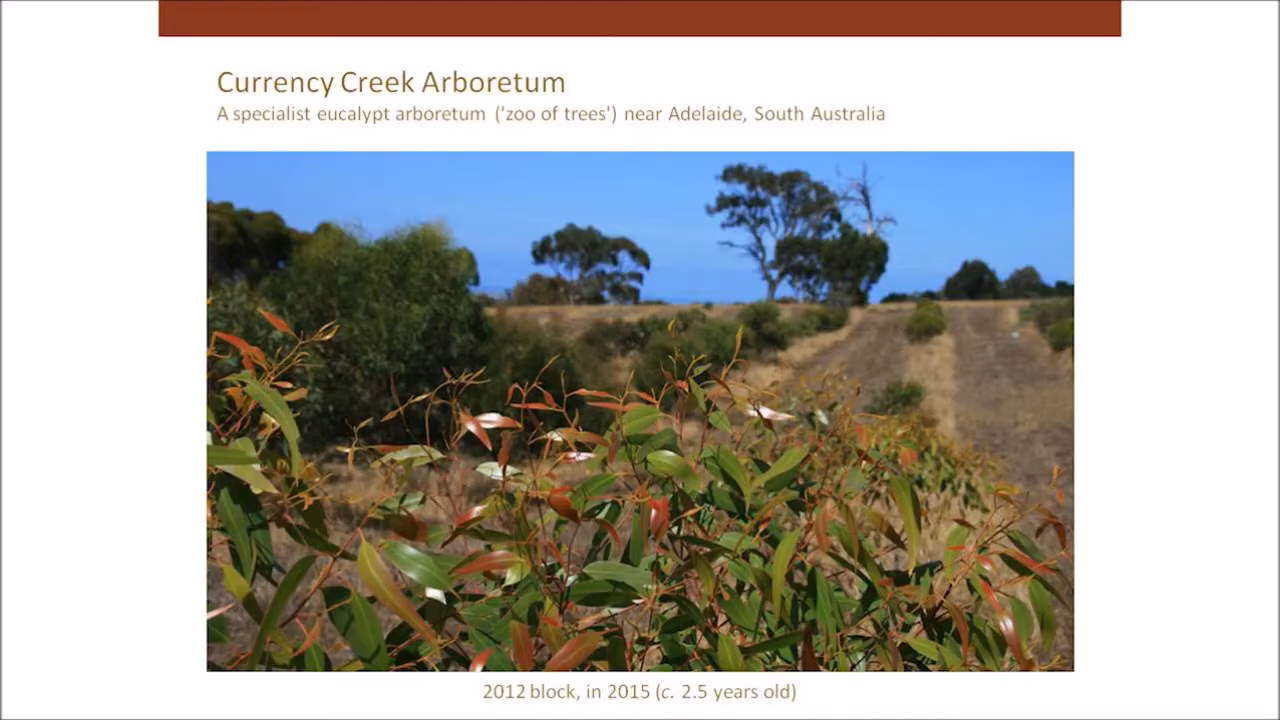 Currency Creek Arboretum
A specialist eucalypt arboretum ('zoo of trees') near Adelaide, South Australia
2012 block, in 2015 (c. 2.5 years old)